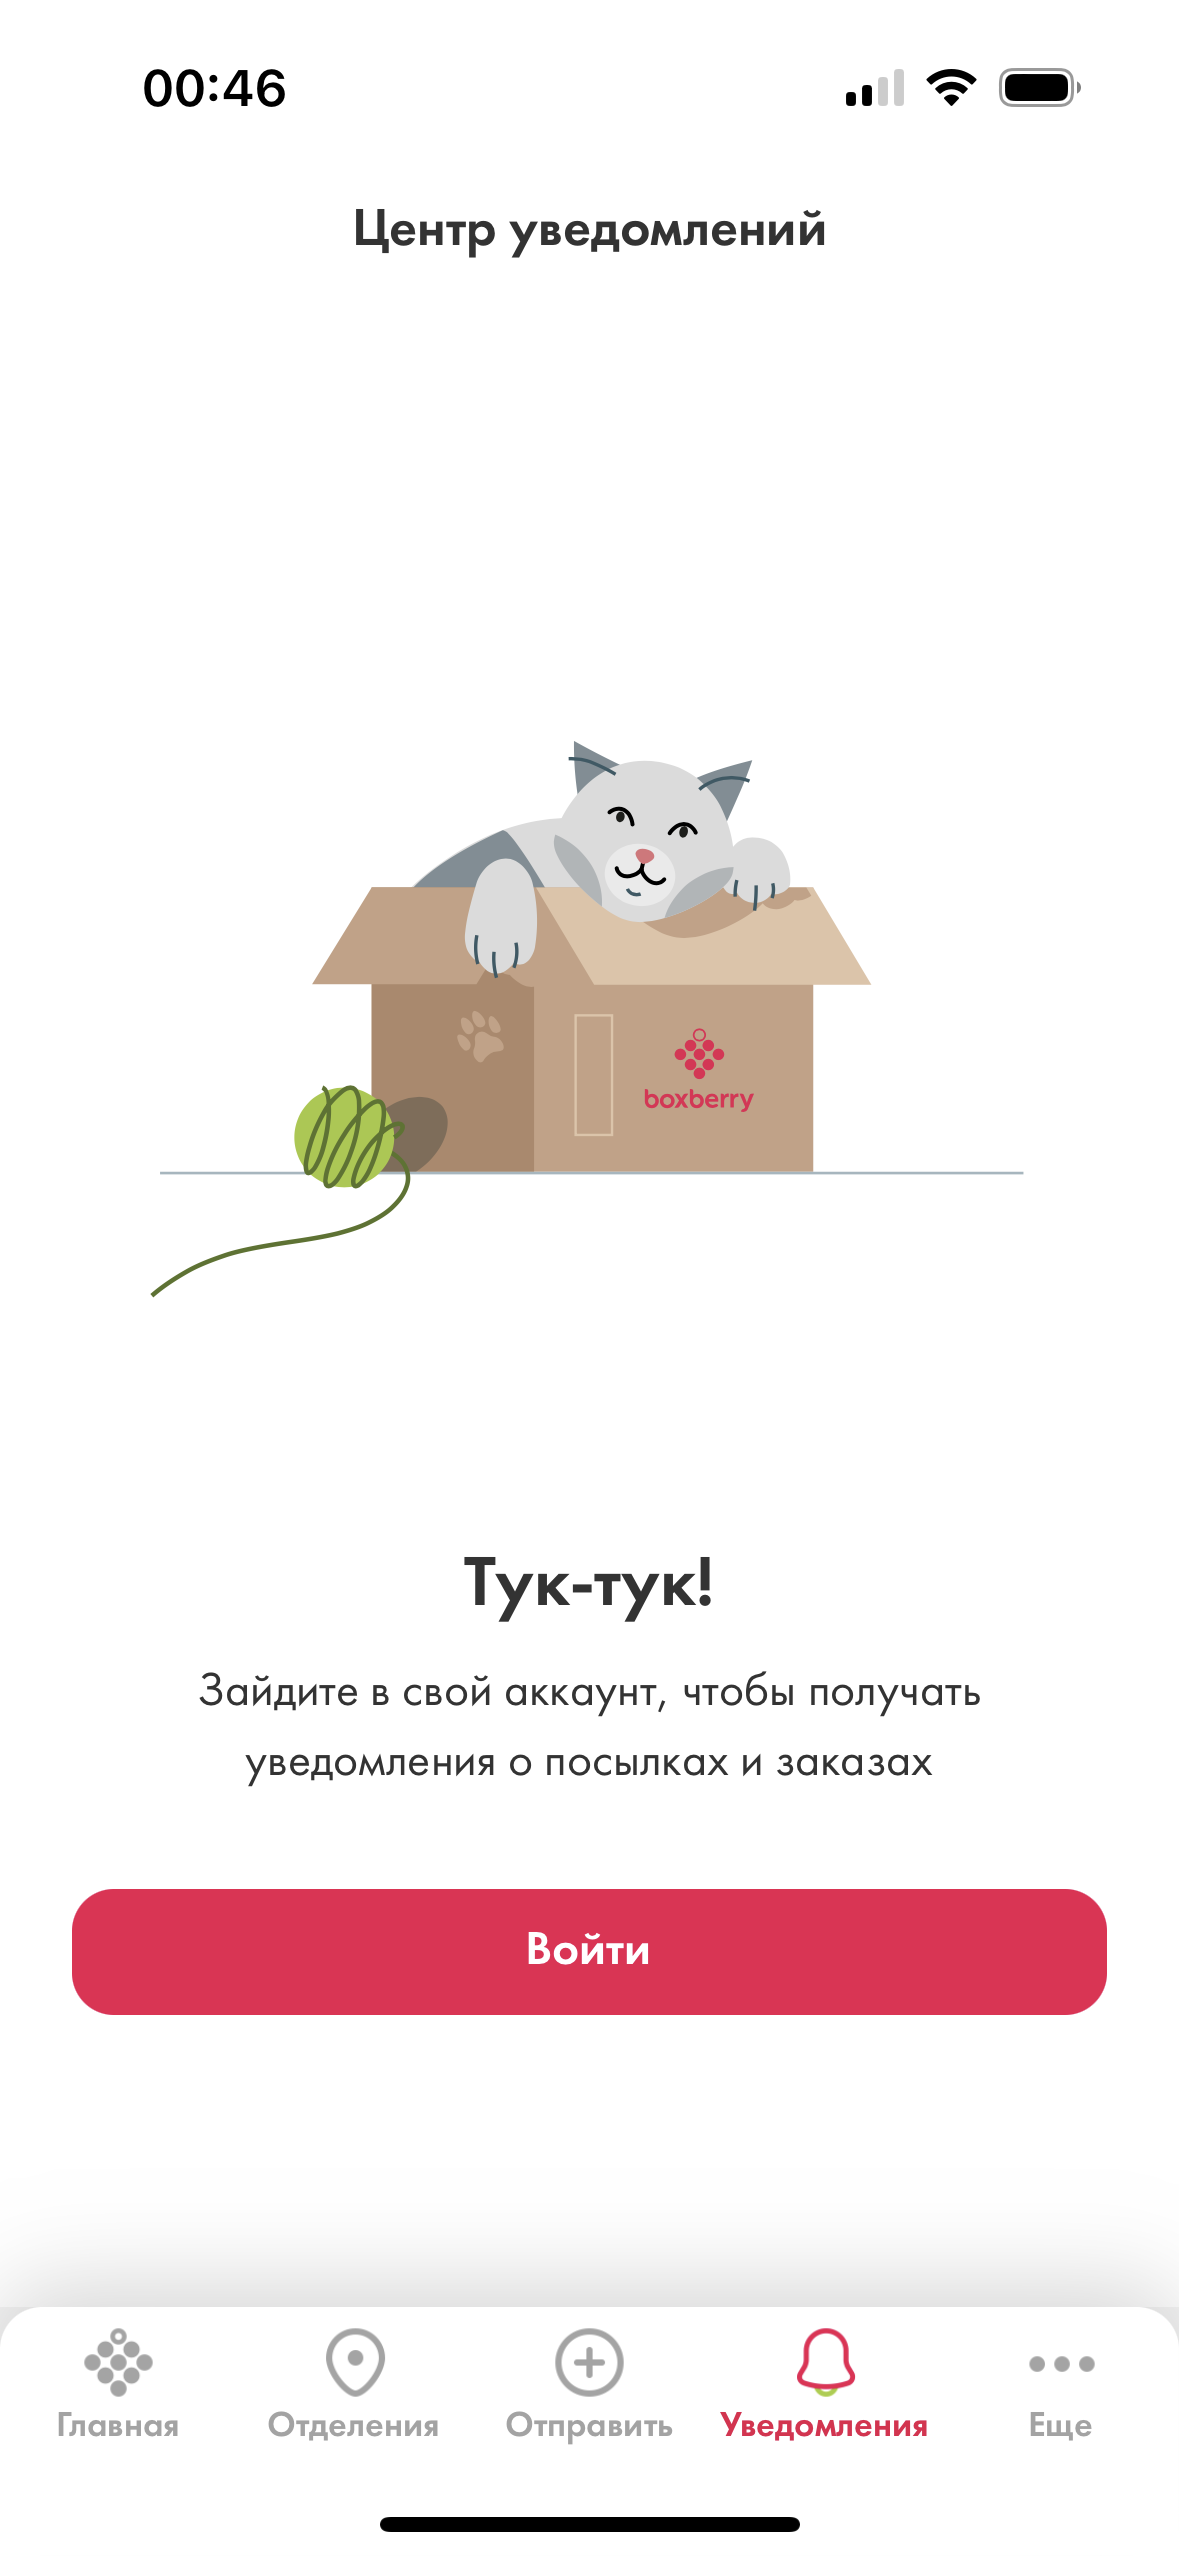 00:46
Центр уведомлений
boxberry
Тук-тук!
Зайдите в свой аккаунт, чтобы получать
уведомления о посылках и заказах
Войти
Главная
Отделения
Отправить
Уведомления
Еще